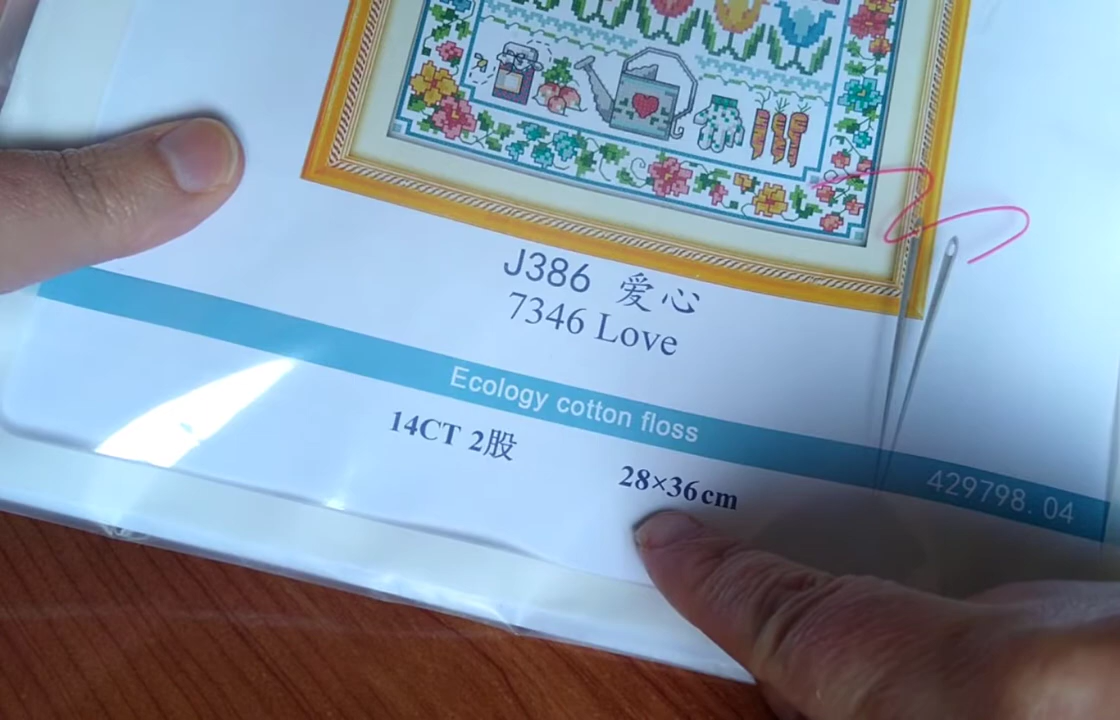 J386 爱心
7346 Love
Ecology cotton floss
14CT 2股
28×36cm
429798.04